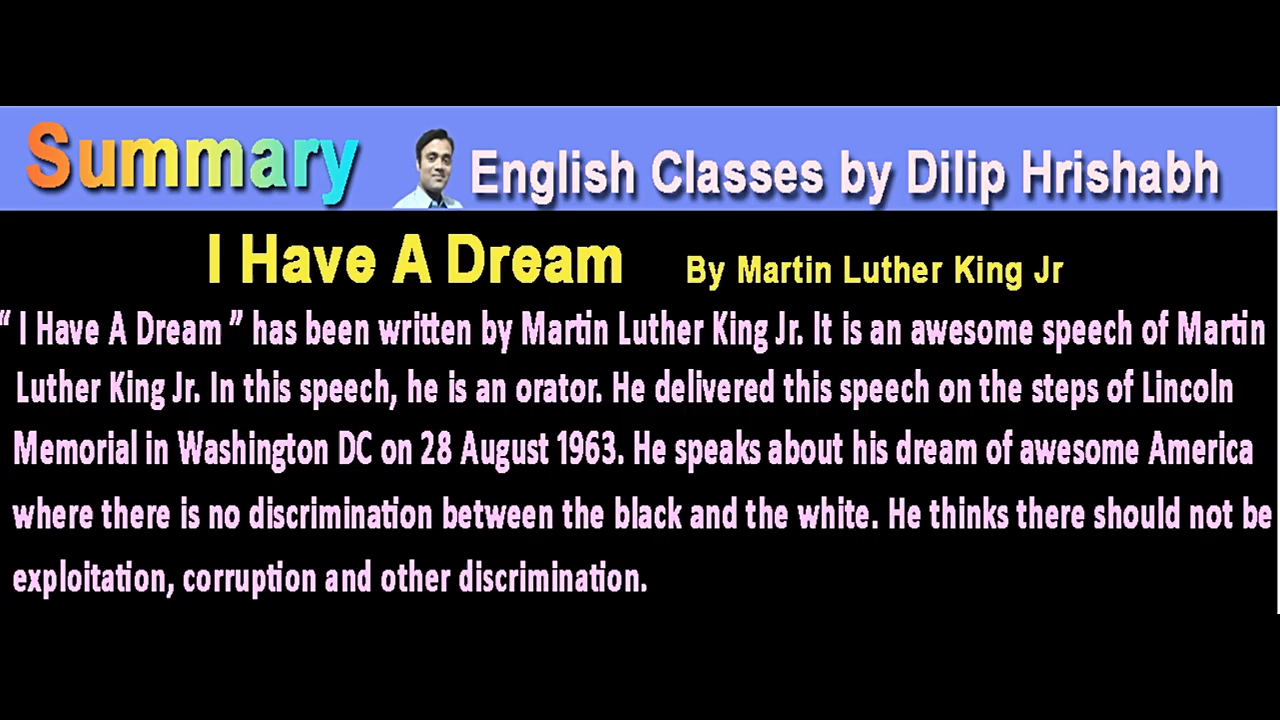 Summary English Classes by Dilip Hrishabh
I Have A Dream By Martin Luther King Jr
“ I Have A Dream ” has been written by Martin Luther King Jr. It is an awesome speech of Martin
Luther King Jr. In this speech, he is an orator. He delivered this speech on the steps of Lincoln
Memorial in Washington DC on 28 August 1963. He speaks about his dream of awesome America
where there is no discrimination between the black and the white. He thinks there should not be
exploitation, corruption and other discrimination.